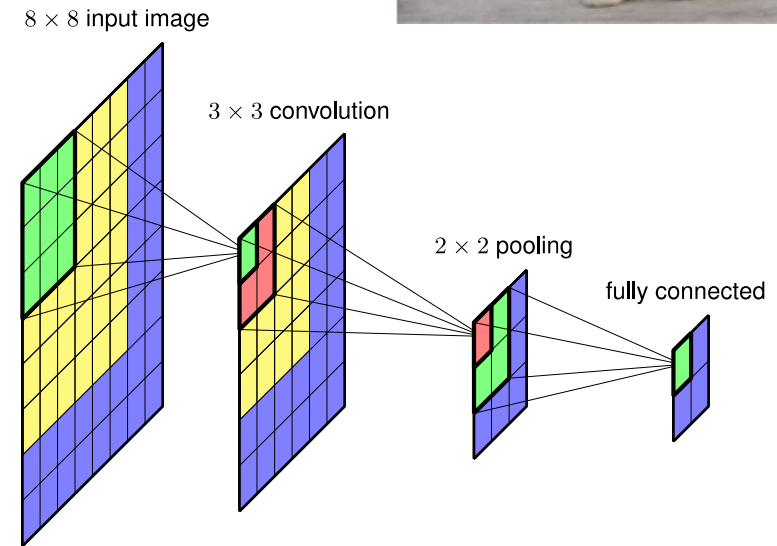 8 × 8 input image
3 × 3 convolution
2 × 2 pooling
fully connected